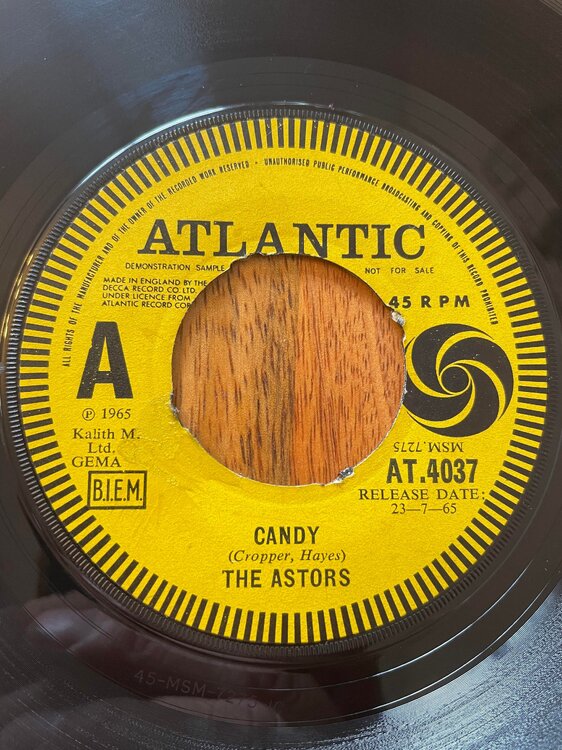 ALL RIGHTS OF THE MANUFACTURER AND OF THE OWNER OF THE RECORDED WORK RESERVED • UNAUTHORISED PUBLIC PERFORMANCE BROADCASTING AND COPYING OF THIS RECORD PROHIBITED
ATLANTIC
DEMONSTRATION SAMPLE NOT FOR SALE
MADE IN ENGLAND BY THE
DECCA RECORD CO. LTD.
UNDER LICENCE FROM
ATLANTIC RECORD COR
45 RPM
A
℗ 1965
Kalith M.
Ltd.
GEMA
B.I.E.M.
MSM.7275
AT.4037
RELEASE DATE:
23—7—65
CANDY
(Cropper, Hayes)
THE ASTORS